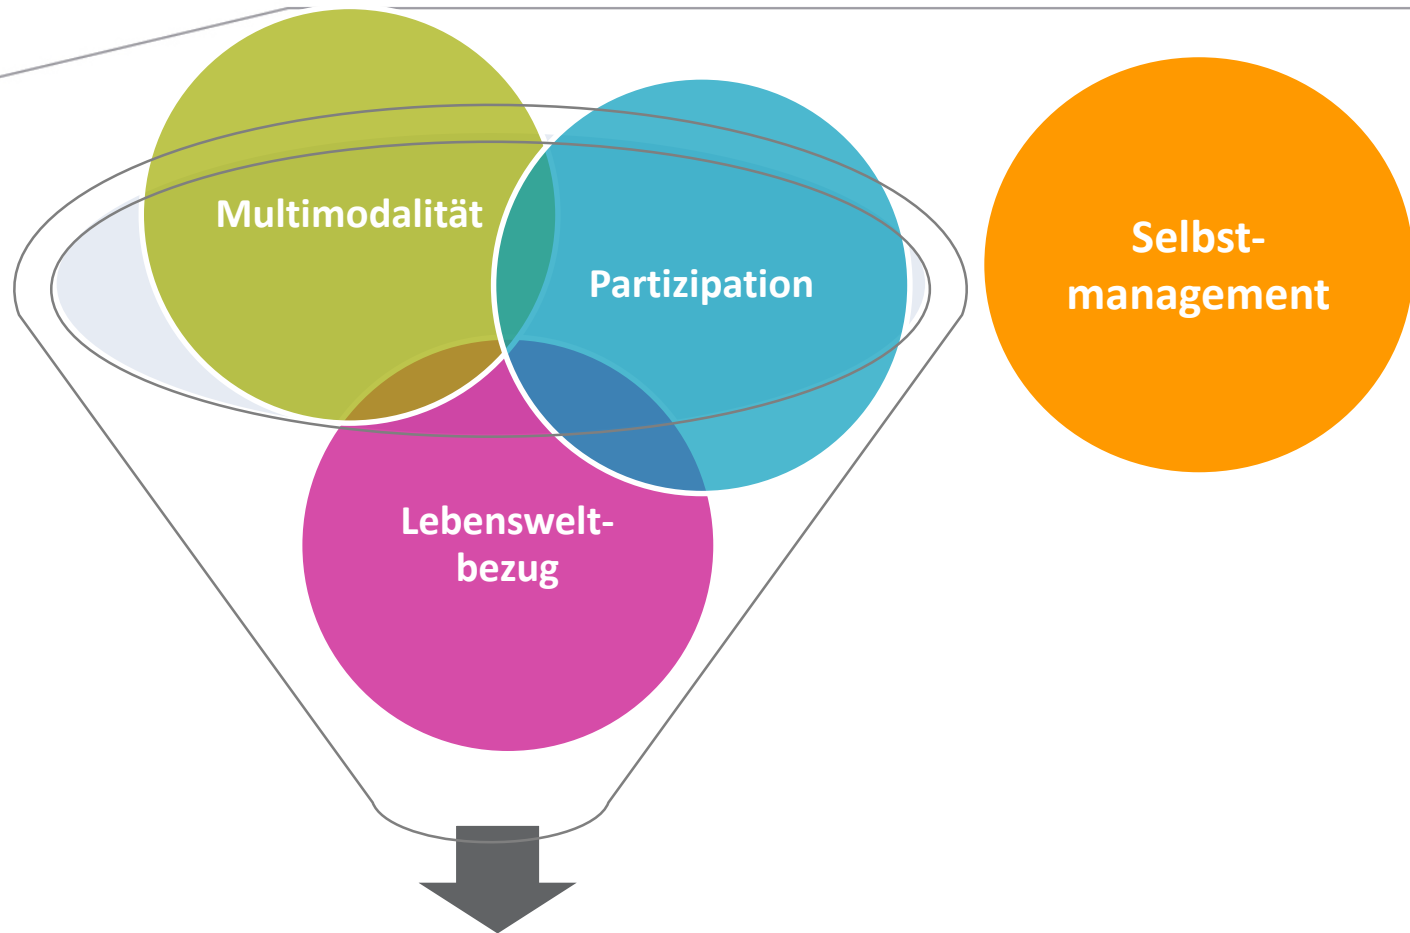 Multimodalität
Partizipation
Selbst-
management
Lebenswelt-
bezug